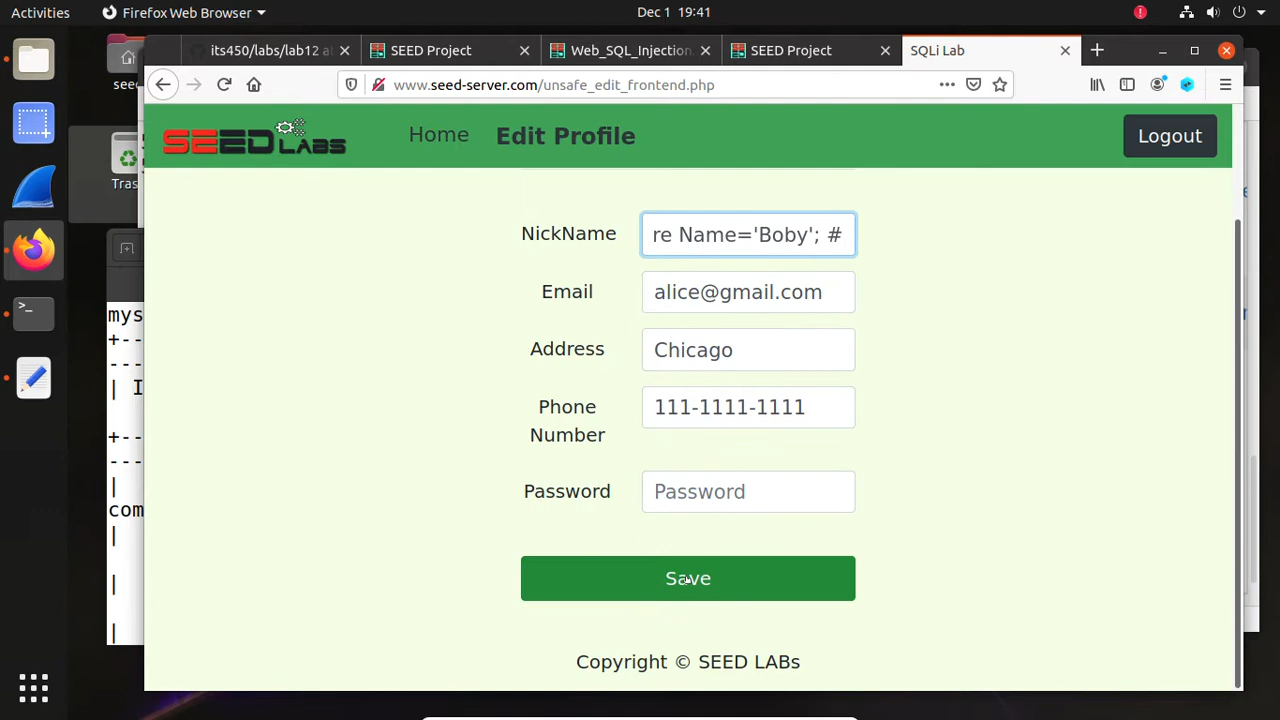 Activities
Firefox Web Browser
Dec 1 19:41
its450/labs/lab12 a
SEED Project
Web_SQL_Injection.
SEED Project
SQLi Lab
www.seed-server.com/unsafe_edit_frontend.php
SEED LABS
Home
Edit Profile
Logout
see
Tras
NickName
re Name='Boby'; #
Email
alice@gmail.com
Address
Chicago
Phone Number
111-1111-1111
Password
Password
Save
Copyright © SEED LABs
mys
+--
---
| I
+--
---
|
com
|
|
|